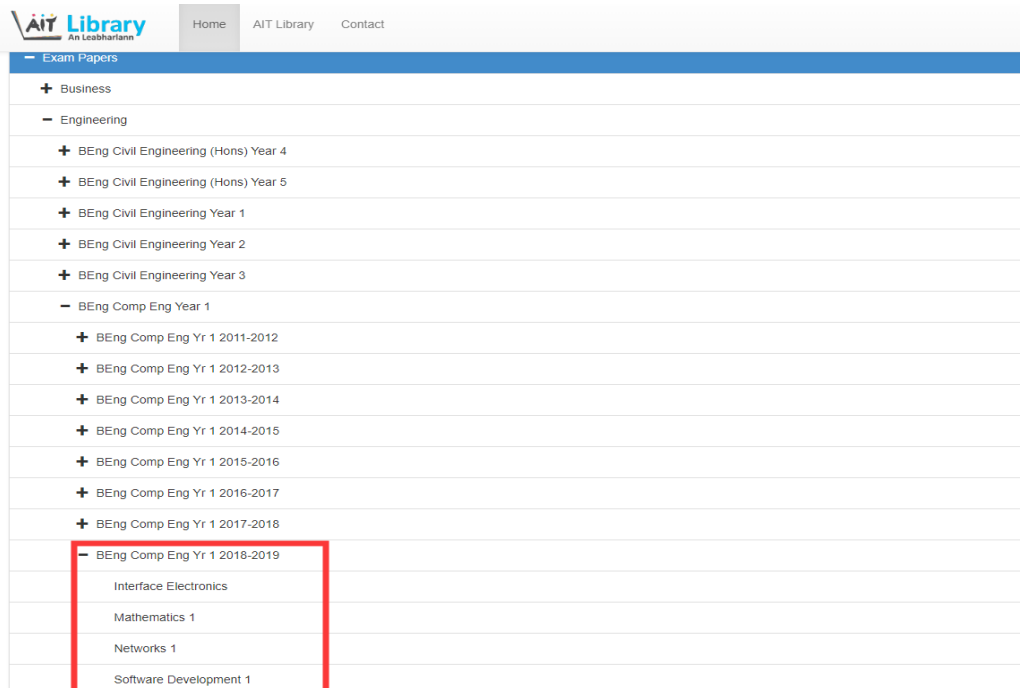 AIT Library
An Leabharlann
Home AIT Library Contact
Exam Papers
Business
Engineering
BEng Civil Engineering (Hons) Year 4
BEng Civil Engineering (Hons) Year 5
BEng Civil Engineering Year 1
BEng Civil Engineering Year 2
BEng Civil Engineering Year 3
BEng Comp Eng Year 1
BEng Comp Eng Yr 1 2011-2012
BEng Comp Eng Yr 1 2012-2013
BEng Comp Eng Yr 1 2013-2014
BEng Comp Eng Yr 1 2014-2015
BEng Comp Eng Yr 1 2015-2016
BEng Comp Eng Yr 1 2016-2017
BEng Comp Eng Yr 1 2017-2018
BEng Comp Eng Yr 1 2018-2019
Interface Electronics
Mathematics 1
Networks 1
Software Development 1